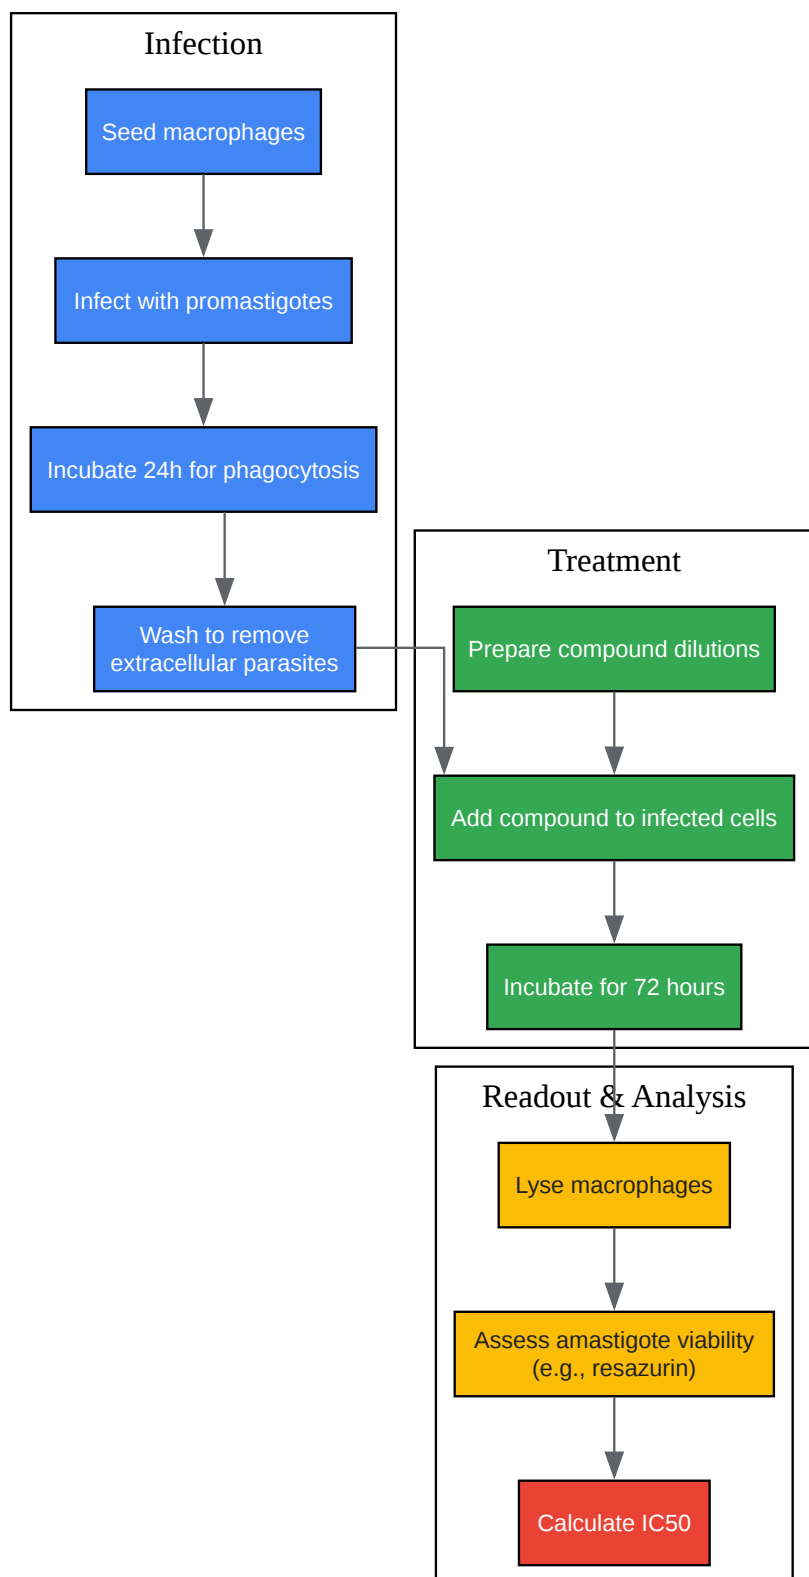 Infection
Seed macrophages
Infect with promastigotes
Incubate 24h for phagocytosis
Wash to remove
extracellular parasites
Treatment
Prepare compound dilutions
Add compound to infected cells
Incubate for 72 hours
Readout & Analysis
Lyse macrophages
Assess amastigote viability
(e.g., resazurin)
Calculate IC50